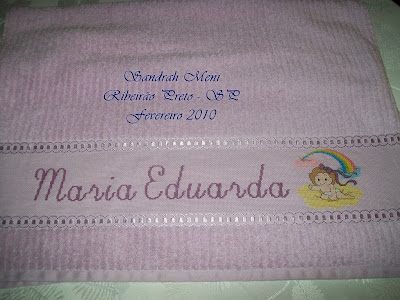 Sandrah Meni
Ribeirão Preto - SP
Fevereiro 2010
Maria Eduarda